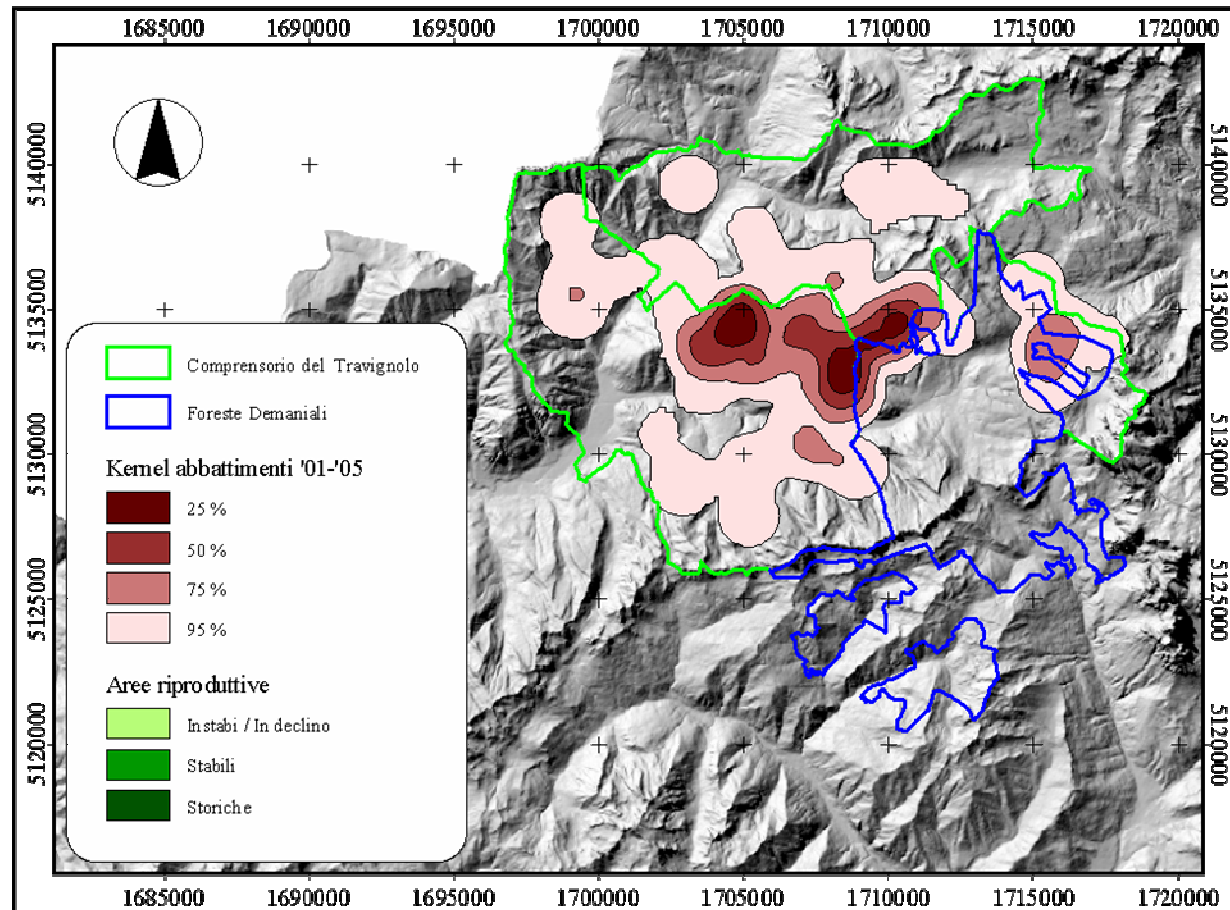 1685000 1690000 1695000 1700000 1705000 1710000 1715000 1720000
5140000 5140000
5135000 5135000
5130000 5130000
5125000 5125000
5120000 5120000
Comprensorio del Travignolo
Foreste Demaniali
Kernel abbattimenti '01-'05
25 %
50 %
75 %
95 %
Aree riproduttive
Instabi / In declino
Stabili
Storiche
1685000 1690000 1695000 1700000 1705000 1710000 1715000 1720000